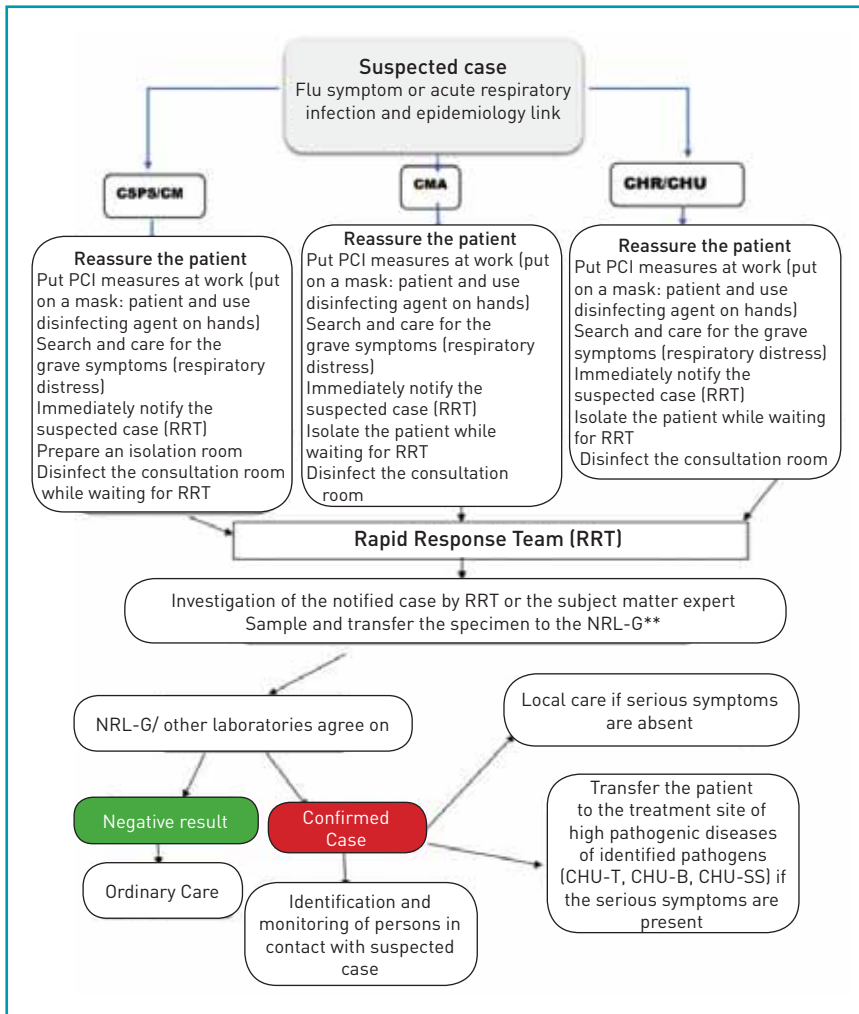 Suspected case
Flu symptom or acute respiratory
infection and epidemiology link
CSPS/CM
CMA
CHR/CHU
Reassure the patient
Put PCI measures at work (put
on a mask: patient and use
disinfecting agent on hands)
Search and care for the
grave symptoms (respiratory
distress)
Immediately notify the
suspected case (RRT)
Prepare an isolation room
Disinfect the consultation room
while waiting for RRT
Reassure the patient
Put PCI measures at work (put
on a mask: patient and use
disinfecting agent on hands)
Search and care for the
grave symptoms (respiratory
distress)
Immediately notify the
suspected case (RRT)
Isolate the patient while
waiting for RRT
Disinfect the consultation
room
Reassure the patient
Put PCI measures at work (put
on a mask: patient and use
disinfecting agent on hands)
Search and care for the grave
symptoms (respiratory distress)
Immediately notify the
suspected case (RRT)
Isolate the patient while waiting
for RRT
Disinfect the consultation room
Rapid Response Team (RRT)
Investigation of the notified case by RRT or the subject matter expert
Sample and transfer the specimen to the NRL-G**
NRL-G/ other laboratories agree on
Local care if serious symptoms
are absent
Negative result
Confirmed
Case
Transfer the patient
to the treatment site of
high pathogenic diseases
of identified pathogens
(CHU-T, CHU-B, CHU-SS) if
the serious symptoms are
present
Ordinary Care
Identification and
monitoring of persons in
contact with suspected
case